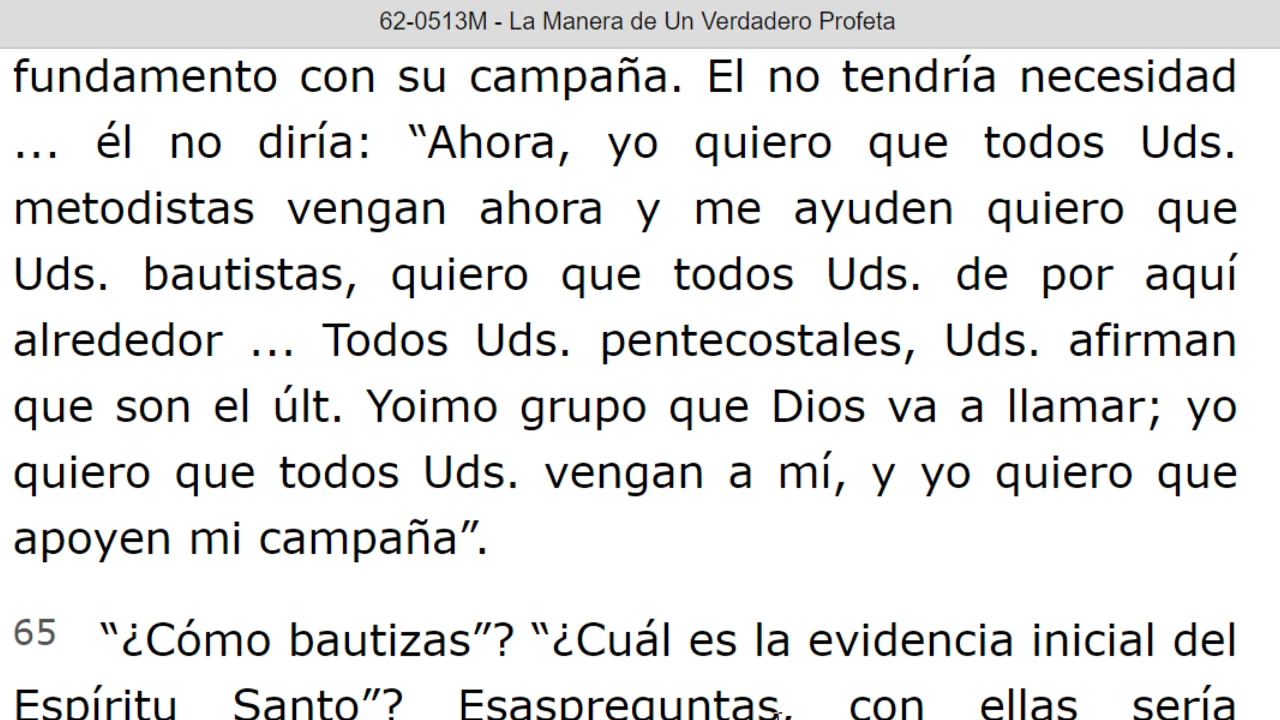 62-0513M - La Manera de Un Verdadero Profeta
fundamento con su campaña. El no tendría necesidad
... él no diría: “Ahora, yo quiero que todos Uds.
metodistas vengan ahora y me ayuden quiero que
Uds. bautistas, quiero que todos Uds. de por aquí
alrededor ... Todos Uds. pentecostales, Uds. afirman
que son el últ. Yoimo grupo que Dios va a llamar; yo
quiero que todos Uds. vengan a mí, y yo quiero que
apoyen mi campaña”.
65 “¿Cómo bautizas”? “¿Cuál es la evidencia inicial del
Espíritu Santo”? Esaspreguntas, con ellas sería